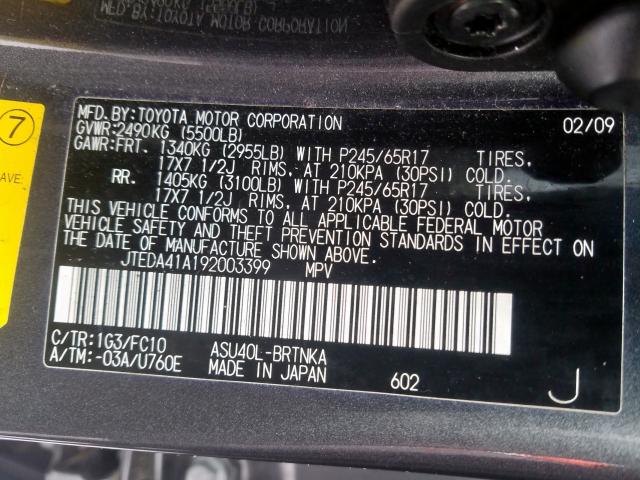 7
AVE.
MFD.BY:TOYOTA MOTOR CORPORATION 02/09
GVWR:2490KG (5500LB)
GAWR:FRT. 1340KG (2955LB) WITH P245/65R17 TIRES,
17X7 1/2J RIMS, AT 210KPA (30PSI) COLD.
RR. 1405KG (3100LB) WITH P245/65R17 TIRES,
17X7 1/2J RIMS, AT 210KPA (30PSI) COLD.
THIS VEHICLE CONFORMS TO ALL APPLICABLE FEDERAL MOTOR
VEHICLE SAFETY AND THEFT PREVENTION STANDARDS IN EFFECT ON
THE DATE OF MANUFACTURE SHOWN ABOVE.
JTEDA41A192003399 MPV
C/TR:1G3/FC10 ASU40L-BRTNKA
A/TM:-03A/U760E MADE IN JAPAN 602 J